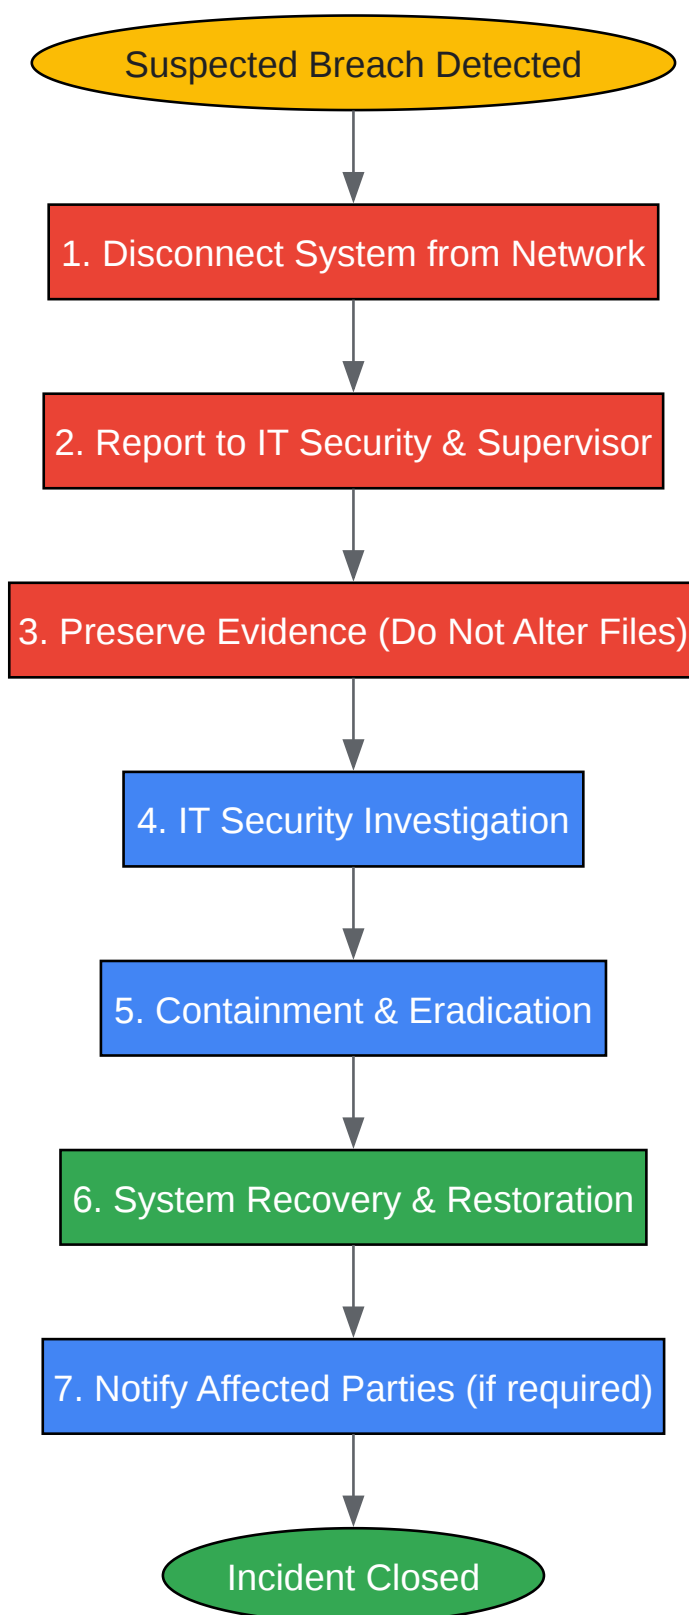 Suspected Breach Detected
1. Disconnect System from Network
2. Report to IT Security & Supervisor
3. Preserve Evidence (Do Not Alter Files)
4. IT Security Investigation
5. Containment & Eradication
6. System Recovery & Restoration
7. Notify Affected Parties (if required)
Incident Closed